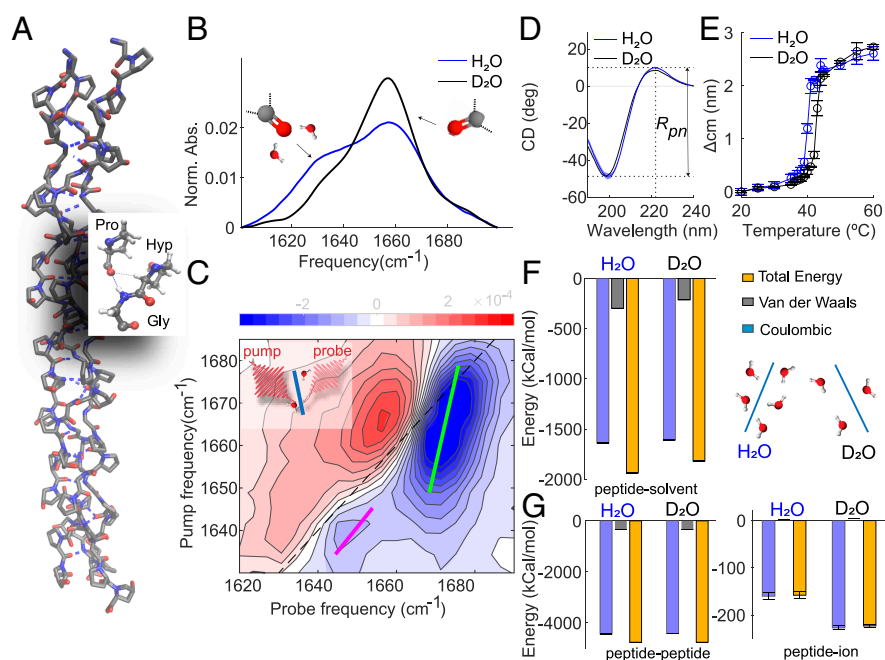 A
Pro
Hyp
Gly
B
H₂O
D₂O
Norm. Abs.
0.02
0.01
0
1620
1640
1660
1680
Frequency(cm⁻¹)
C
-2
0
2
×10⁻⁴
pump
probe
Pump frequency(cm⁻¹)
1680
1670
1660
1650
1640
1620
1640
1660
1680
Probe frequency (cm⁻¹)
D
H₂O
D₂O
CD (deg)
20
0
-20
-40
-60
Rpn
200
220
240
Wavelength (nm)
E
H₂O
D₂O
Δcm (nm)
3
2
1
0
20
40
60
Temperature (ºC)
F
H₂O
D₂O
Energy (kCal/mol)
0
-500
-1000
-1500
-2000
peptide-solvent
Total Energy
Van der Waals
Coulombic
H₂O
D₂O
G
H₂O
D₂O
Energy (kCal/mol)
0
-2000
-4000
peptide-peptide
H₂O
D₂O
0
-100
-200
peptide-ion